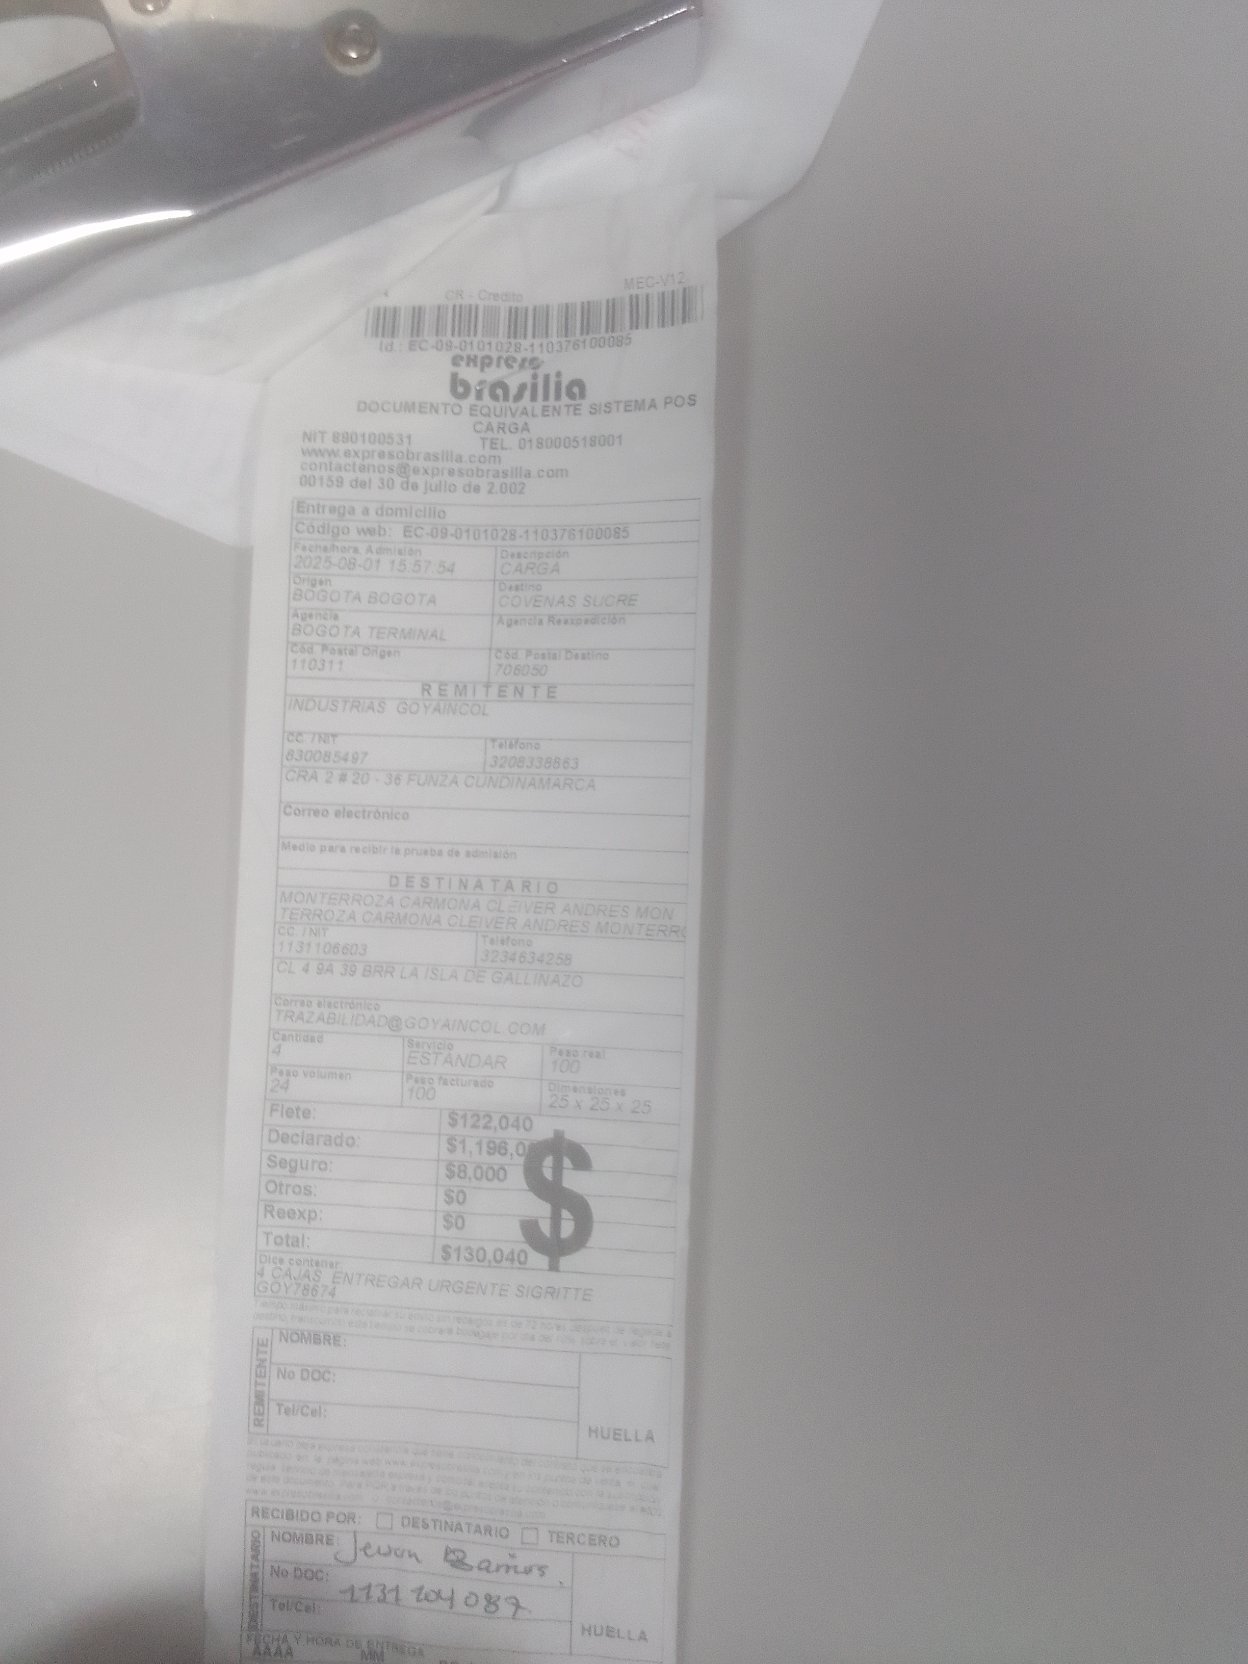 CR - Credito MEC-V12
Id.: EC-09-0101028-110376100085
expreso
brasilia
DOCUMENTO EQUIVALENTE SISTEMA POS
CARGA
NIT 890100531 TEL. 018000518001
www.expresobrasilia.com
contactenos@expresobrasilia.com
00159 del 30 de julio de 2.002
Entrega a domicilio
Código web: EC-09-0101028-110376100085
Fecha/hora. Admisión Descripción
2025-08-01 15:57:54 CARGA
Origen Destino
BOGOTA BOGOTA COVENAS SUCRE
Agencia Agencia Reexpedición
BOGOTA TERMINAL
Cód. Postal Origen Cód. Postal Destino
110311 706050
REMITENTE
INDUSTRIAS GOYAINCOL
CC. / NIT Teléfono
830085497 3208338863
CRA 2 # 20 - 36 FUNZA CUNDINAMARCA
Correo electrónico
Medio para recibir la prueba de admisión
DESTINATARIO
MONTERROZA CARMONA CLEIVER ANDRES MON
TERROZA CARMONA CLEIVER ANDRES MONTERRO
CC. / NIT Teléfono
1131106603 3234634258
CL 4 9A 39 BRR LA ISLA DE GALLINAZO
Correo electrónico
TRAZABILIDAD@GOYAINCOL.COM
Cantidad Servicio Peso real
4 ESTANDAR 100
Peso volumen Peso facturado Dimensiones
24 100 25 x 25 x 25
Flete: $122,040
Declarado: $1,196,0
Seguro: $8,000
Otros: $0
Reexp: $0
Total: $130,040
$
Dice contener:
4 CAJAS ENTREGAR URGENTE SIGRITTE
GOY78674
REMITENTE
NOMBRE:
No DOC:
Tel/Cel:
HUELLA
RECIBIDO POR: DESTINATARIO TERCERO
DESTINATARIO
NOMBRE: Barrios
No DOC: 1131104087
Tel/Cel:
HUELLA
FECHA Y HORA DE ENTREGA
AAAA MM